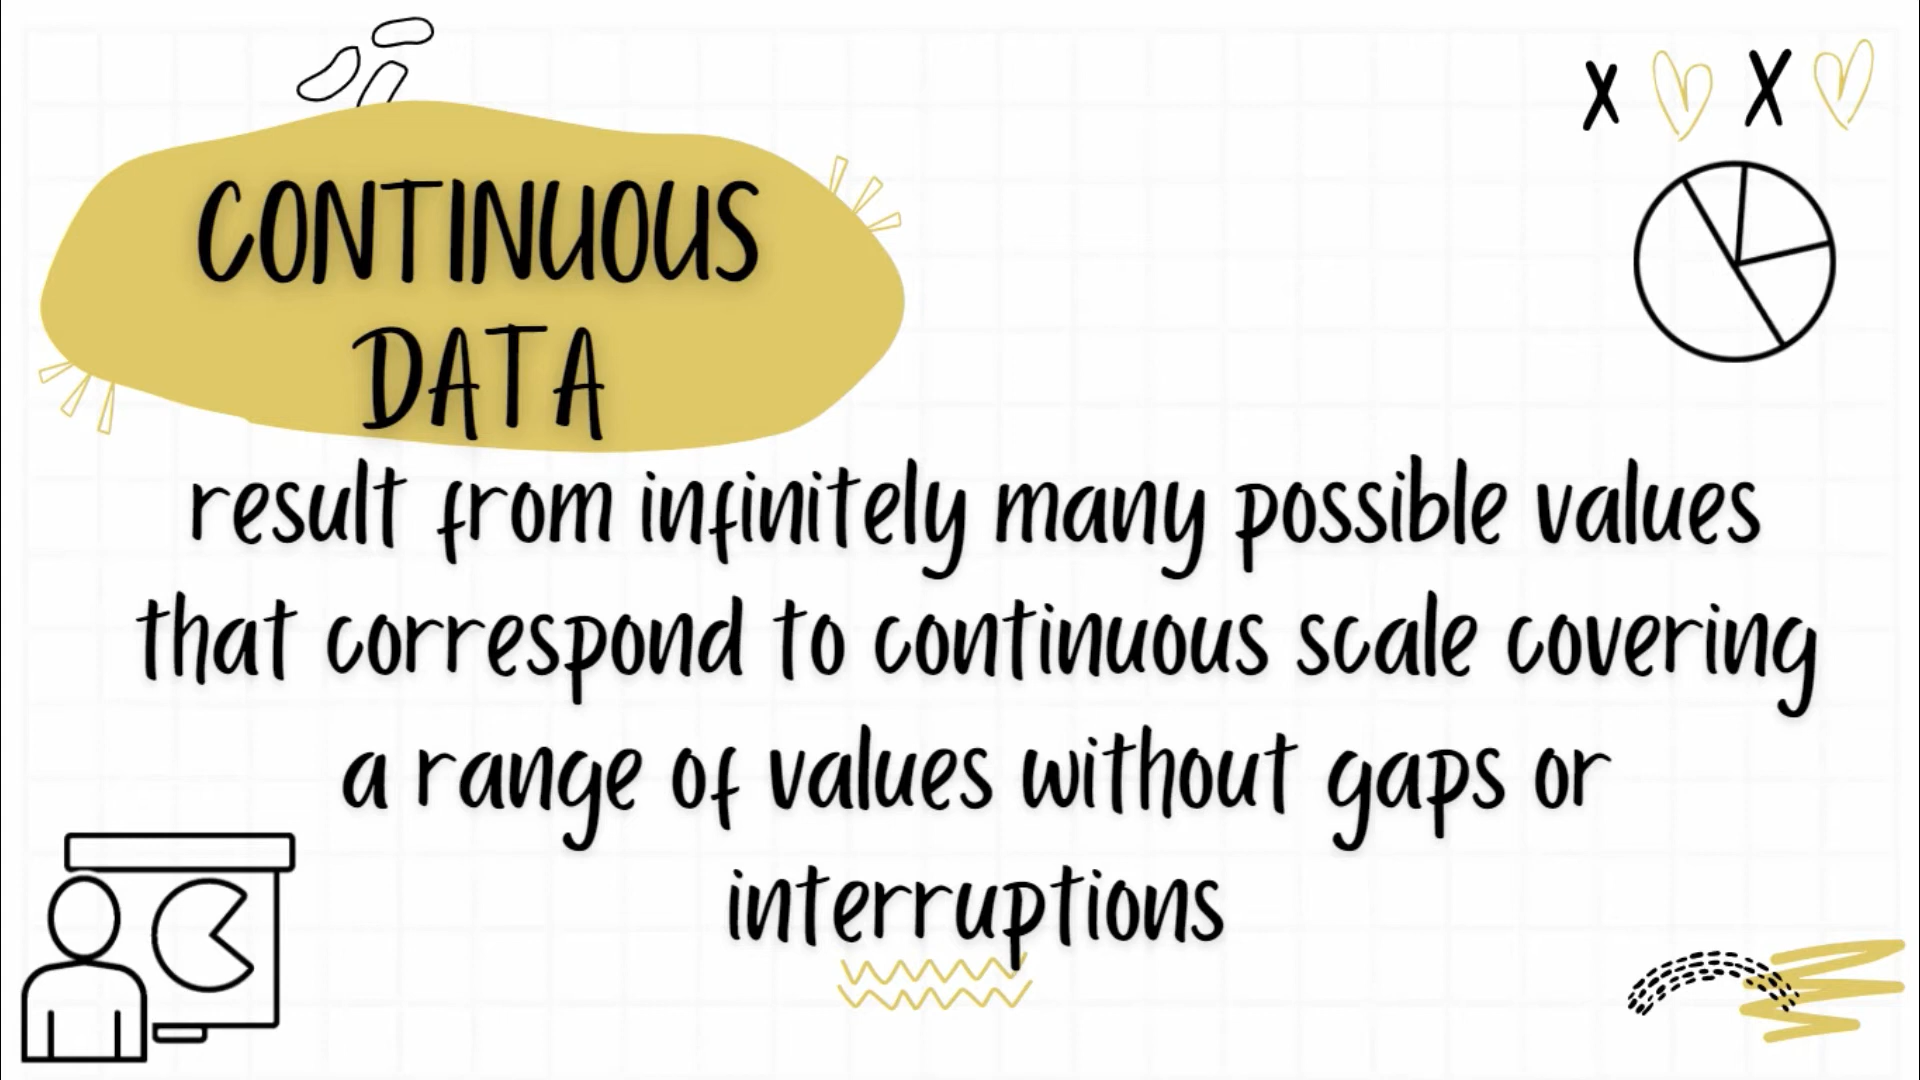 X X
CONTINUOUS
DATA
result from infinitely many possible values
that correspond to continuous scale covering
a range of values without gaps or
interruptions